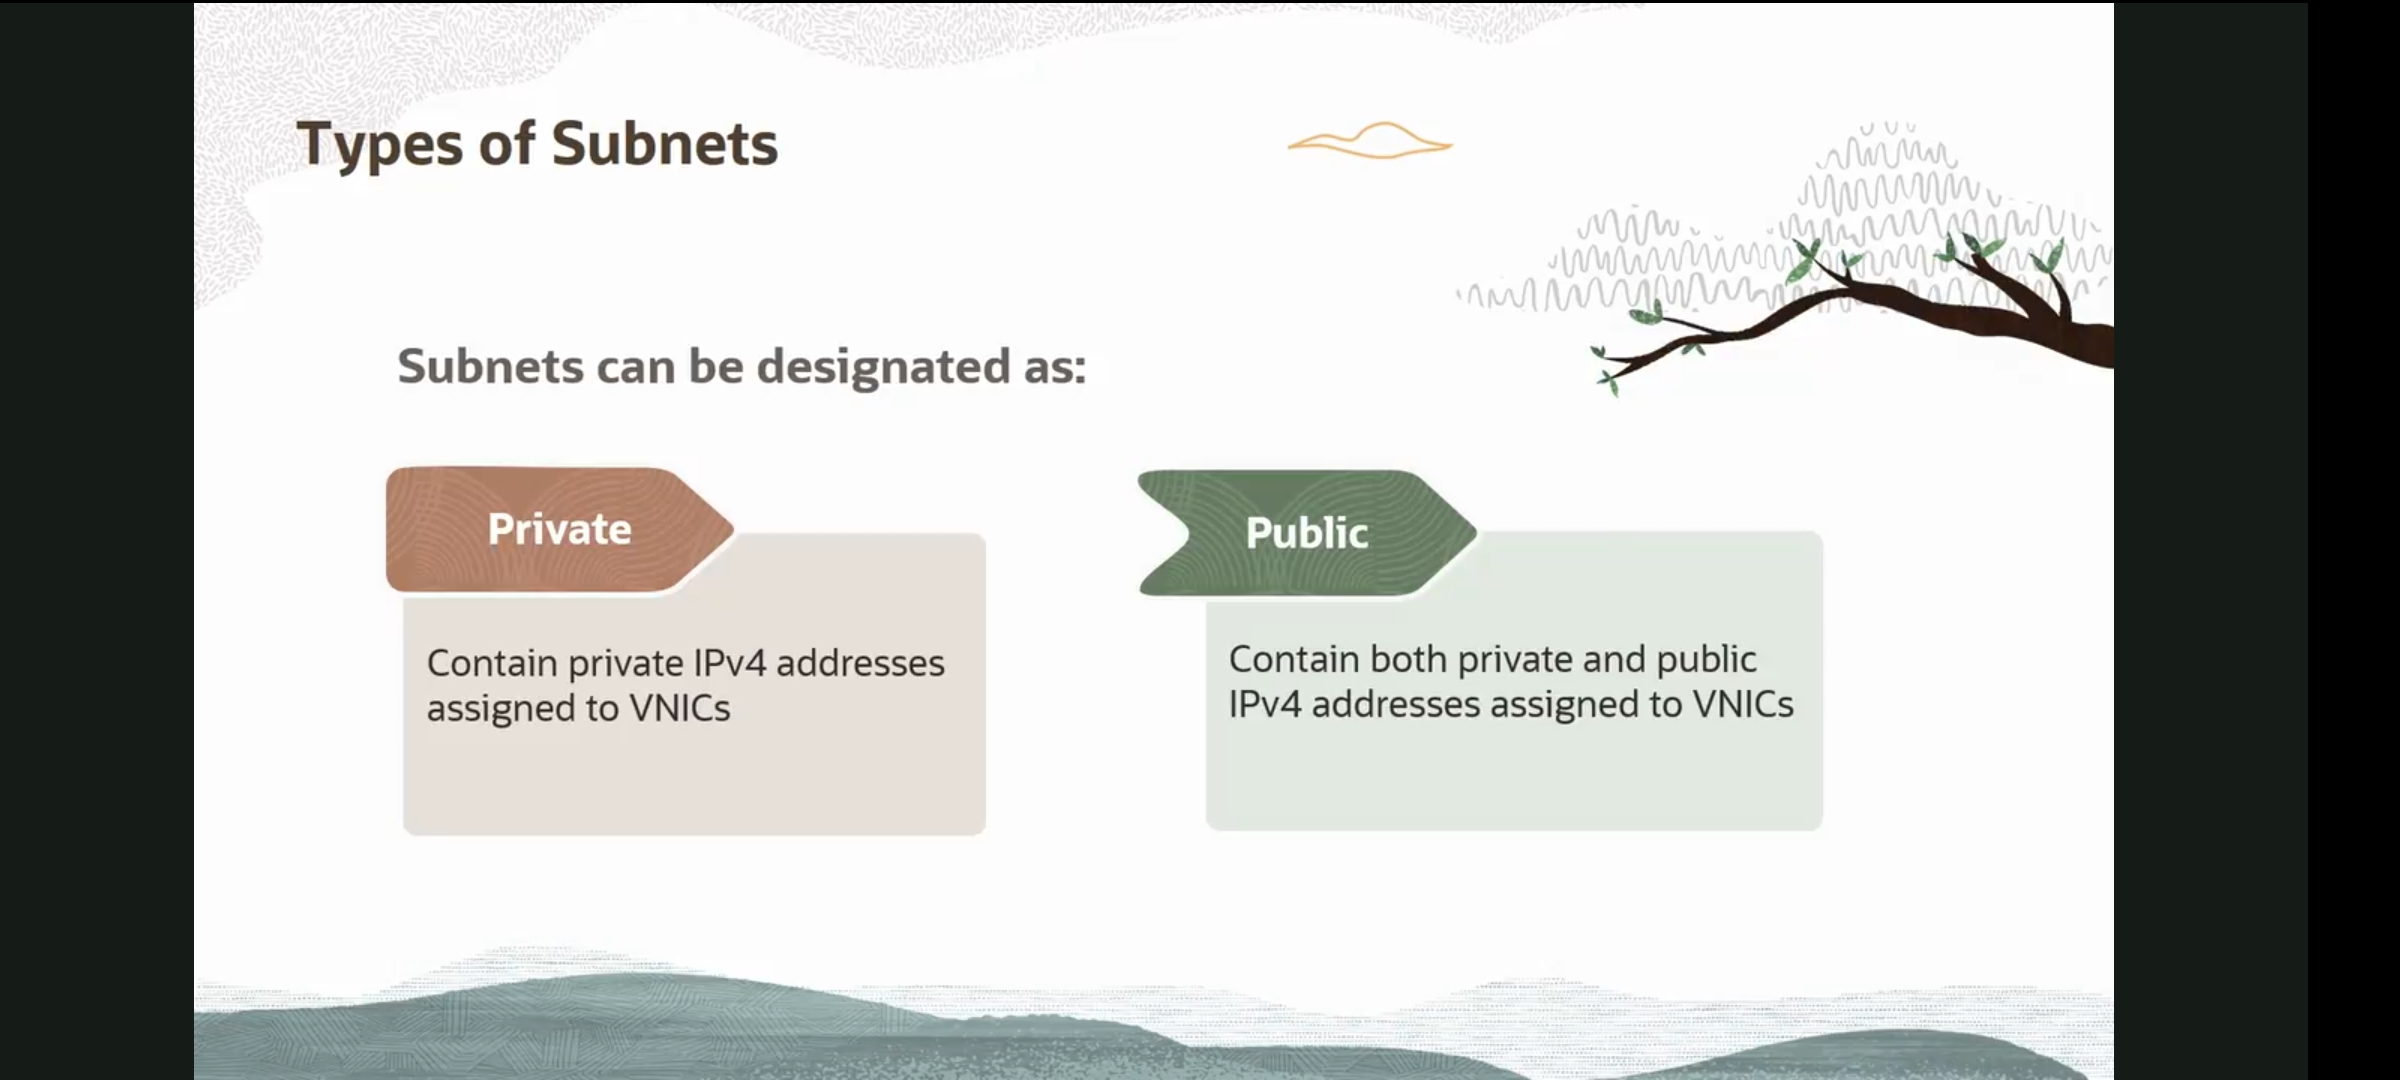 Types of Subnets
Subnets can be designated as:
Private
Contain private IPv4 addresses
assigned to VNICs
Public
Contain both private and public
IPv4 addresses assigned to VNICs